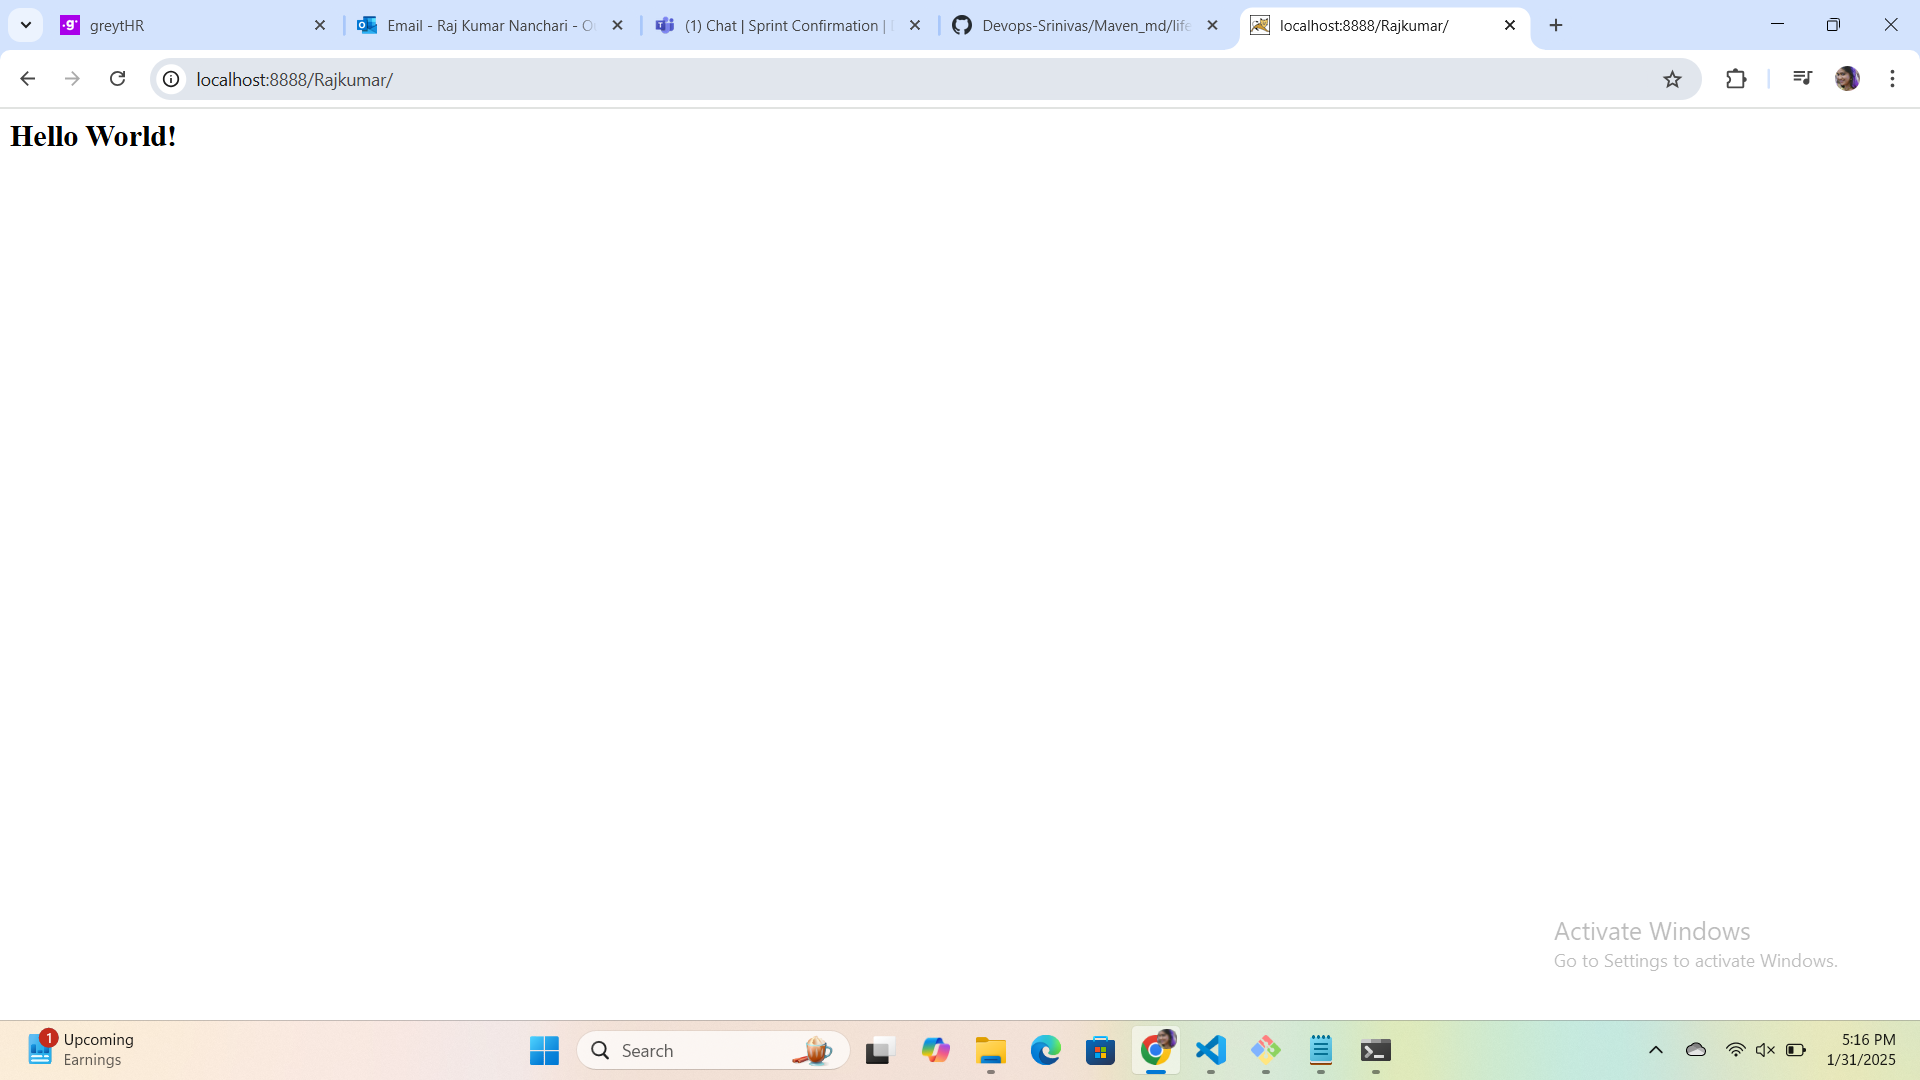 greytHR
Email - Raj Kumar Nanchari - Ou
(1) Chat | Sprint Confirmation |
Devops-Srinivas/Maven_md/life
localhost:8888/Rajkumar/
localhost:8888/Rajkumar/
Hello World!
Activate Windows
Go to Settings to activate Windows.
1
Upcoming
Earnings
Search
5:16 PM
1/31/2025